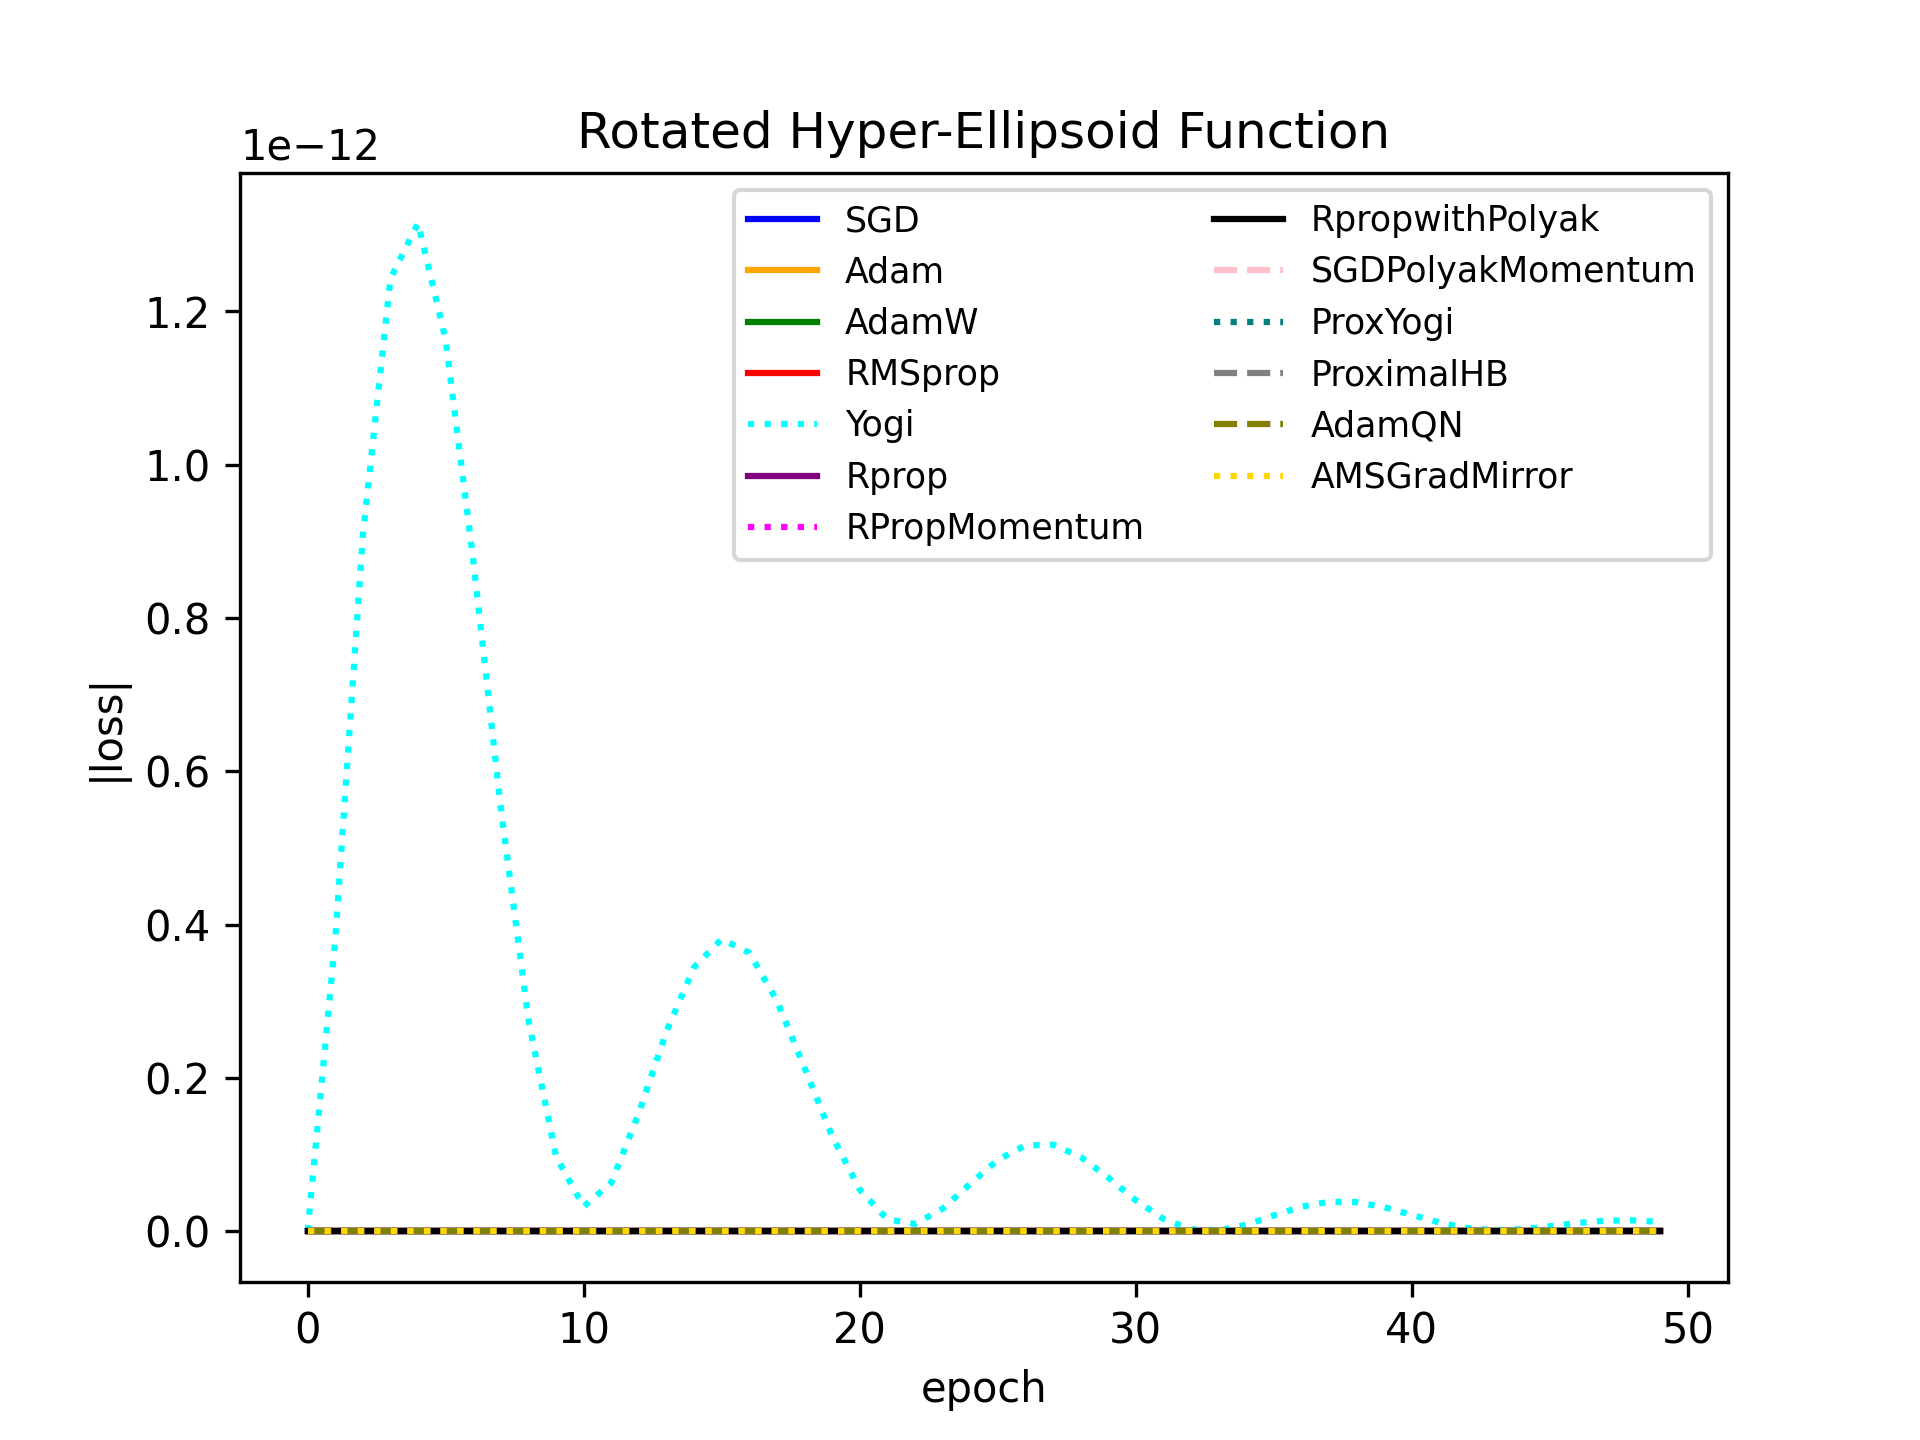 Rotated Hyper-Ellipsoid Function
1e−12
SGD
Adam
AdamW
RMSprop
Yogi
Rprop
RPropMomentum
RpropwithPolyak
SGDPolyakMomentum
ProxYogi
ProximalHB
AdamQN
AMSGradMirror
|loss|
1.2
1.0
0.8
0.6
0.4
0.2
0.0
0 10 20 30 40 50
epoch